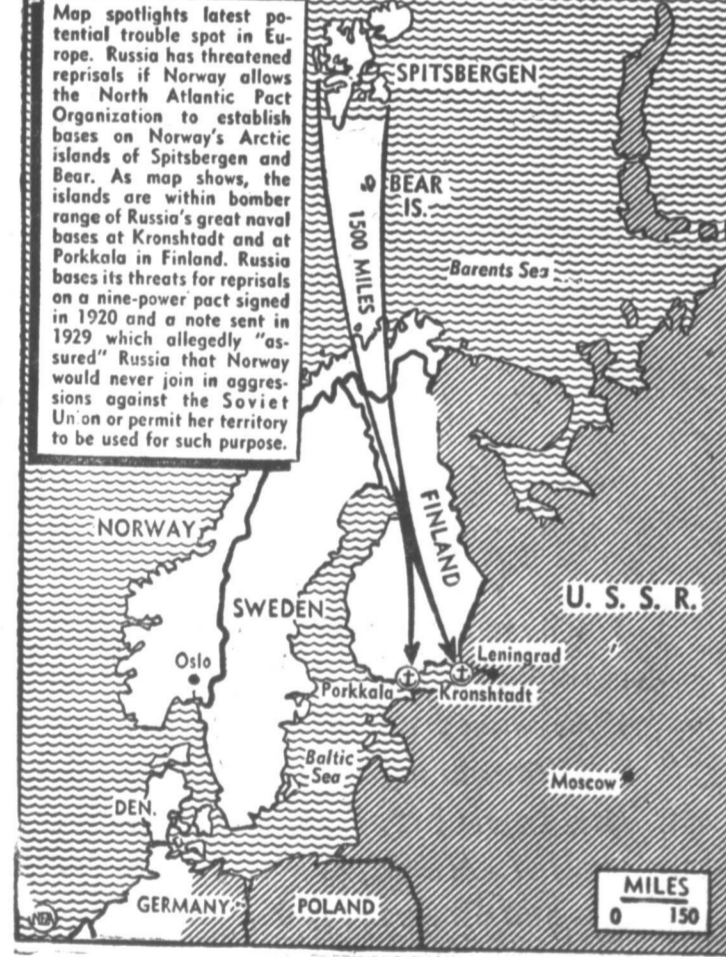 Map spotlights latest po-
tential trouble spot in Eu-
rope. Russia has threatened
reprisals if Norway allows
the North Atlantic Pact
Organization to establish
bases on Norway's Arctic
islands of Spitsbergen and
Bear. As map shows, the
islands are within bomber
range of Russia's great naval
bases at Kronshtadt and at
Porkkala in Finland. Russia
bases its threats for reprisals
on a nine-power pact signed
in 1920 and a note sent in
1929 which allegedly "as-
sured" Russia that Norway
would never join in aggres-
sions against the Soviet
Union or permit her territory
to be used for such purpose.
SPITSBERGEN
BEAR
IS.
1500 MILES
Barents Sea
NORWAY
FINLAND
SWEDEN
U. S. S. R.
Oslo
Leningrad
Porkkala
Kronshtadt
Baltic
Sea
Moscow
DEN.
GERMANY
POLAND
MILES
0 150
NEA